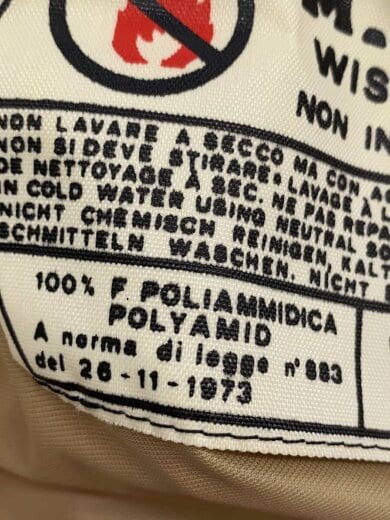 M.
WIS
NON IN
NON LAVARE A SECCO MA CON AC
NON SI DEVE STIRARE. LAVAGE A L
DE NETTOYAGE À SEC. NE PAS REPA
IN COLD WATER USING NEUTRAL SO
NICHT CHEMISCH REINIGEN, KALT
SCHMITTELN WASCHEN. NICHT
100% F. POLIAMMIDICA
POLYAMID
A norma di legge n° 883
del 26-11-1973